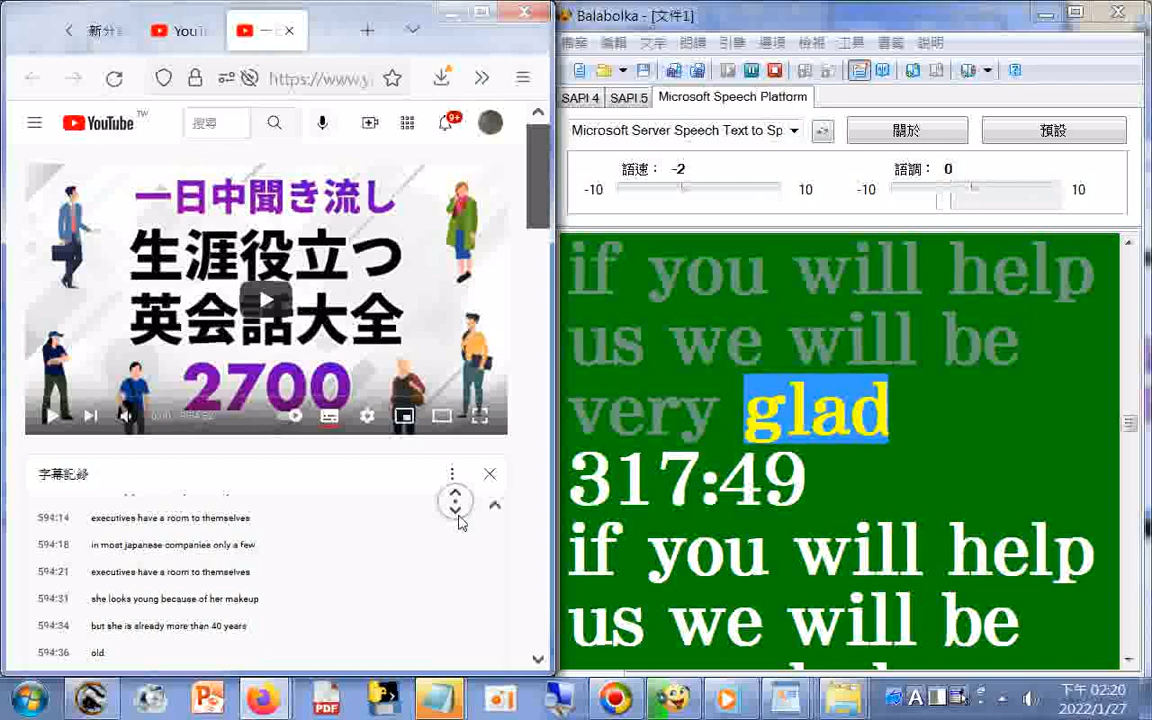 新分
YouT
一
https://www.y
YouTube TW
搜尋
9+
一日中聞き流し
生涯役立つ
英会話大全
2700
字幕記錄
594:14 executives have a room to themselves
594:18 in most japanese companies only a few
594:21 executives have a room to themselves
594:31 she looks young because of her makeup
594:34 but she is already more than 40 years
594:36 old
Balabolka - [文件1]
檔案 編輯 文字 朗讀 引擎 選項 檢視 工具 書籤 說明
SAPI 4 SAPI 5 Microsoft Speech Platform
Microsoft Server Speech Text to Sp
關於 預設
語速： -2 語調： 0
-10 10 -10 10
if you will help
us we will be
very glad
317:49
if you will help
us we will be
PDF
A
下午 02:20
2022/1/27